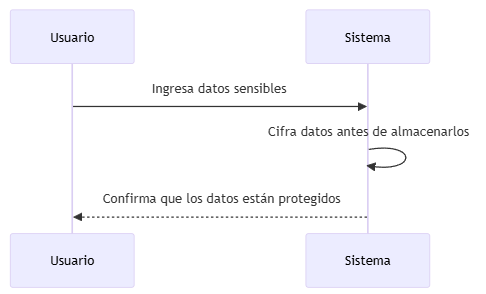 Usuario
Sistema
Ingresa datos sensibles
Cifra datos antes de almacenarlos
Confirma que los datos están protegidos
Usuario
Sistema